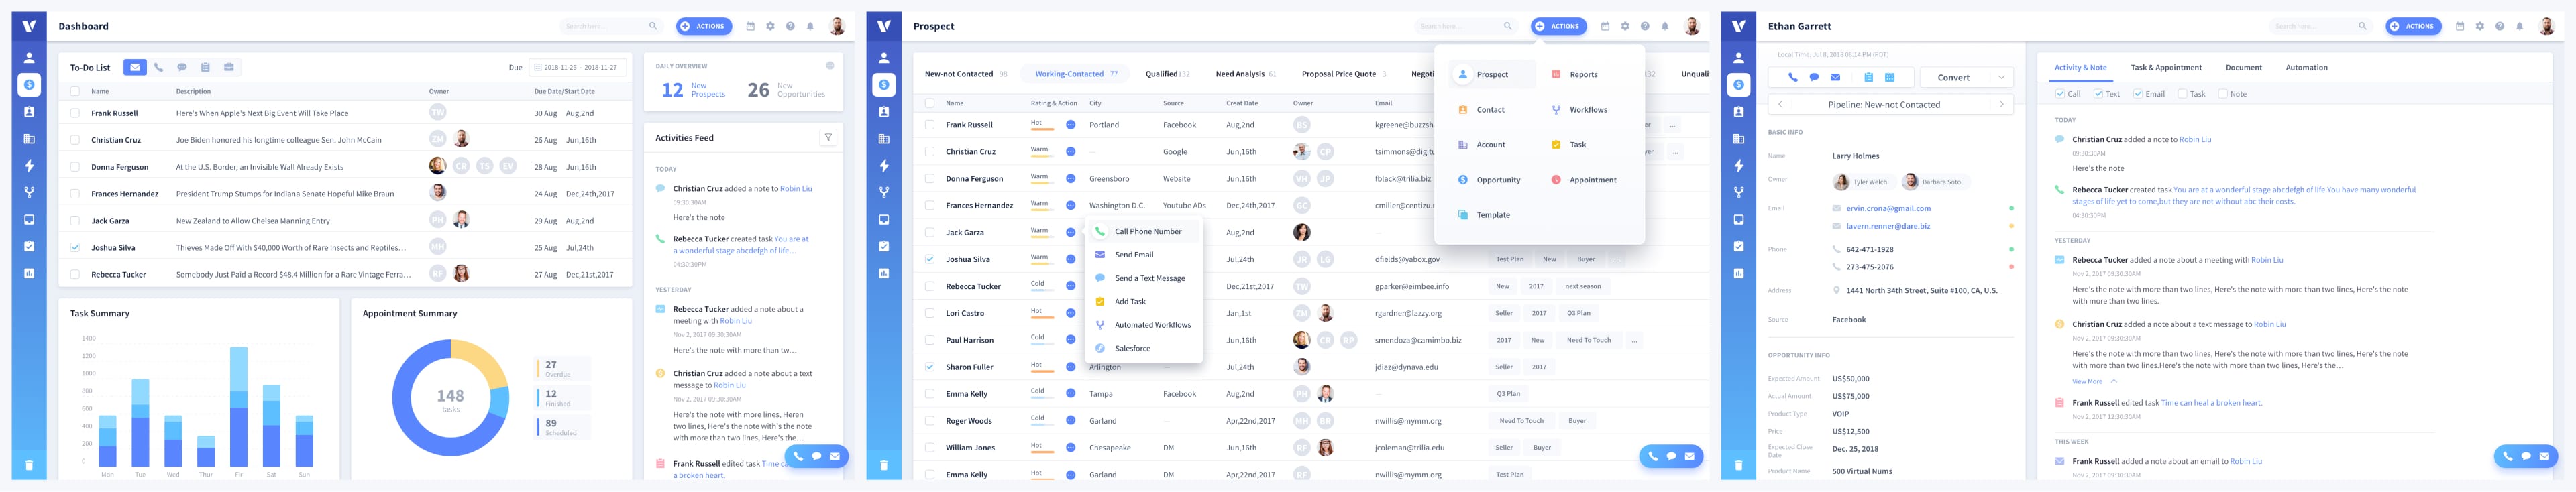 Dashboard
Search here...
ACTIONS
To-Do List
Due
2018-11-26 - 2018-11-27
Name Description Owner Due Date/Start Date
Frank Russell Here's When Apple's Next Big Event Will Take Place TW 30 Aug Aug,2nd
Christian Cruz Joe Biden honored his longtime colleague Sen. John McCain ZM 26 Aug Jun,16th
Donna Ferguson At the U.S. Border, an Invisible Wall Already Exists CR TS EV 28 Aug Jun,16th
Frances Hernandez President Trump Stumps for Indiana Senate Hopeful Mike Braun 24 Aug Dec,24th,2017
Jack Garza New Zealand to Allow Chelsea Manning Entry PH 29 Aug Aug,2nd
Joshua Silva Thieves Made Off With $40,000 Worth of Rare Insects and Reptiles... MH 25 Aug Jul,24th
Rebecca Tucker Somebody Just Paid a Record $48.4 Million for a Rare Vintage Ferra... RF 27 Aug Dec,21st,2017
Task Summary
1400
1200
1000
800
600
400
200
0
Mon Tue Wed Thur Fir Sat Sun
Appointment Summary
148
tasks
27
Overdue
12
Finished
89
Scheduled
DAILY OVERVIEW
12 New Prospects
26 New Opportunities
Activities Feed
TODAY
Christian Cruz added a note to Robin Liu
09:30:30AM
Here's the note
Rebecca Tucker created task You are at
a wonderful stage abcdefgh of life...
04:30:30PM
YESTERDAY
Rebecca Tucker added a note about a
meeting with Robin Liu
Nov 2, 2017 09:30:30AM
Here's the note with more than tw...
Christian Cruz added a note about a text
message to Robin Liu
Nov 2, 2017 09:30:30AM
Here's the note with more lines, Heren
two more lines, Here's the note with's the
note with more than two lines, Here's the...
Frank Russell edited task Time ca
a broken heart.
Prospect
Search here...
ACTIONS
New-not Contacted 98
Working-Contacted 77
Qualified 132
Need Analysis 61
Proposal Price Quote 3
Negoti
132
Unquali
Name Rating & Action City Source Creat Date Owner Email
Frank Russell Hot Portland Facebook Aug,2nd BS kgreene@buzzsh er ...
Christian Cruz Warm -- Google Jun,16th CP tsimmons@digitu yer ...
Donna Ferguson Warm Greensboro Website Jun,16th VH JP fblack@trilia.biz
Frances Hernandez Warm Washington D.C. Youtube ADs Dec,24th,2017 GC cmiller@centizu.
Jack Garza Warm Aug,2nd --
Joshua Silva Warm Jul,24th JR LG dfields@yabox.gov Test Plan New Buyer ...
Rebecca Tucker Cold Dec,21st,2017 TW gparker@eimbee.info New 2017 next season
Lori Castro Hot Jan,1st ZM rgardner@lazzy.org Seller 2017 Q3 Plan
Paul Harrison Cold Jun,16th CR RP smendoza@camimbo.biz 2017 New Need To Touch ...
Sharon Fuller Hot Arlington -- Jul,24th jdiaz@dynava.edu Seller 2017
Emma Kelly Cold Tampa Facebook Aug,2nd PH -- Q3 Plan
Roger Woods Cold Garland -- Apr,22nd,2017 MH BR nwillis@mymm.org Need To Touch Buyer
William Jones Hot Chesapeake DM Jun,16th RF jcoleman@trilia.edu Seller Buyer
Emma Kelly Hot Garland DM Apr,22nd,2017 RF nwillis@mymm.org Test Plan
Call Phone Number
Send Email
Send a Text Message
Add Task
Automated Workflows
Salesforce
Prospect Reports
Contact Workflows
Account Task
Opportunity Appointment
Template
Ethan Garrett
Search here...
ACTIONS
Local Time: Jul 8, 2018 08:14 PM (PDT)
Convert
Pipeline: New-not Contacted
BASIC INFO
Name Larry Holmes
Owner Tyler Welch Barbara Soto
Email ervin.crona@gmail.com
lavern.renner@dare.biz
Phone 642-471-1928
273-475-2076
Address 1441 North 34th Street, Suite #100, CA, U.S.
Source Facebook
OPPORTUNITY INFO
Expected Amount US$50,000
Actual Amount US$75,000
Product Type VOIP
Price US$12,500
Expected Close Date Dec. 25, 2018
Product Name 500 Virtual Nums
Activity & Note Task & Appointment Document Automation
Call Text Email Task Note
TODAY
Christian Cruz added a note to Robin Liu
09:30:30AM
Here's the note
Rebecca Tucker created task You are at a wonderful stage abcdefgh of life.You have many wonderful
stages of life yet to come,but they are not without abc their costs.
04:30:30PM
YESTERDAY
Rebecca Tucker added a note about a meeting with Robin Liu
Nov 2, 2017 09:30:30AM
Here's the note with more than two lines, Here's the note with more than two lines, Here's the note
with more than two lines.
Christian Cruz added a note about a text message to Robin Liu
Nov 2, 2017 09:30:30AM
Here's the note with more than two lines, Here's the note with more than two lines, Here's the note
with more than two lines.Here's the note with more than two lines, Here's the...
View More
Frank Russell edited task Time can heal a broken heart.
Nov 2, 2017 12:30:30AM
THIS WEEK
Frank Russell added a note about an email to Robin Liu
Nov 2, 2017 09:30:30AM